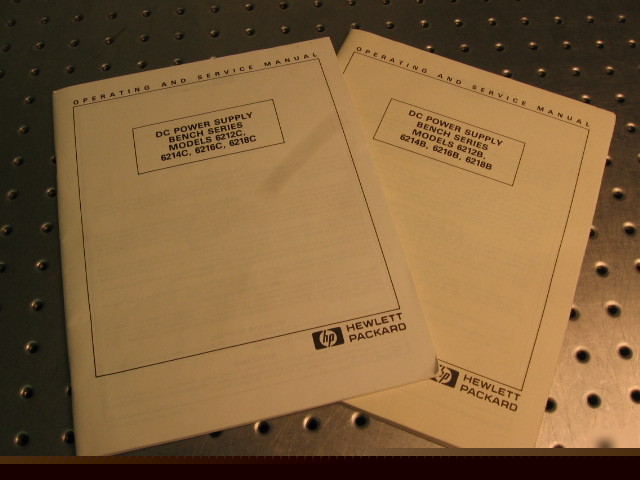 OPERATING AND SERVICE MANUAL
DC POWER SUPPLY
BENCH SERIES
MODELS 6212C,
6214C, 6216C, 6218C
hp HEWLETT
PACKARD
OPERATING AND SERVICE MANUAL
DC POWER SUPPLY
BENCH SERIES
MODELS 6212B,
6214B, 6216B, 6218B
hp HEWLETT
PACKARD